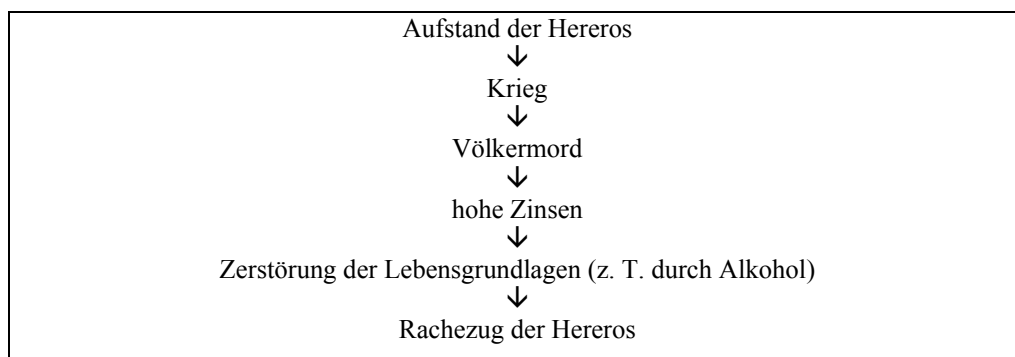 Aufstand der Hereros
↓
Krieg
↓
Völkermord
↓
hohe Zinsen
↓
Zerstörung der Lebensgrundlagen (z. T. durch Alkohol)
↓
Rachezug der Hereros